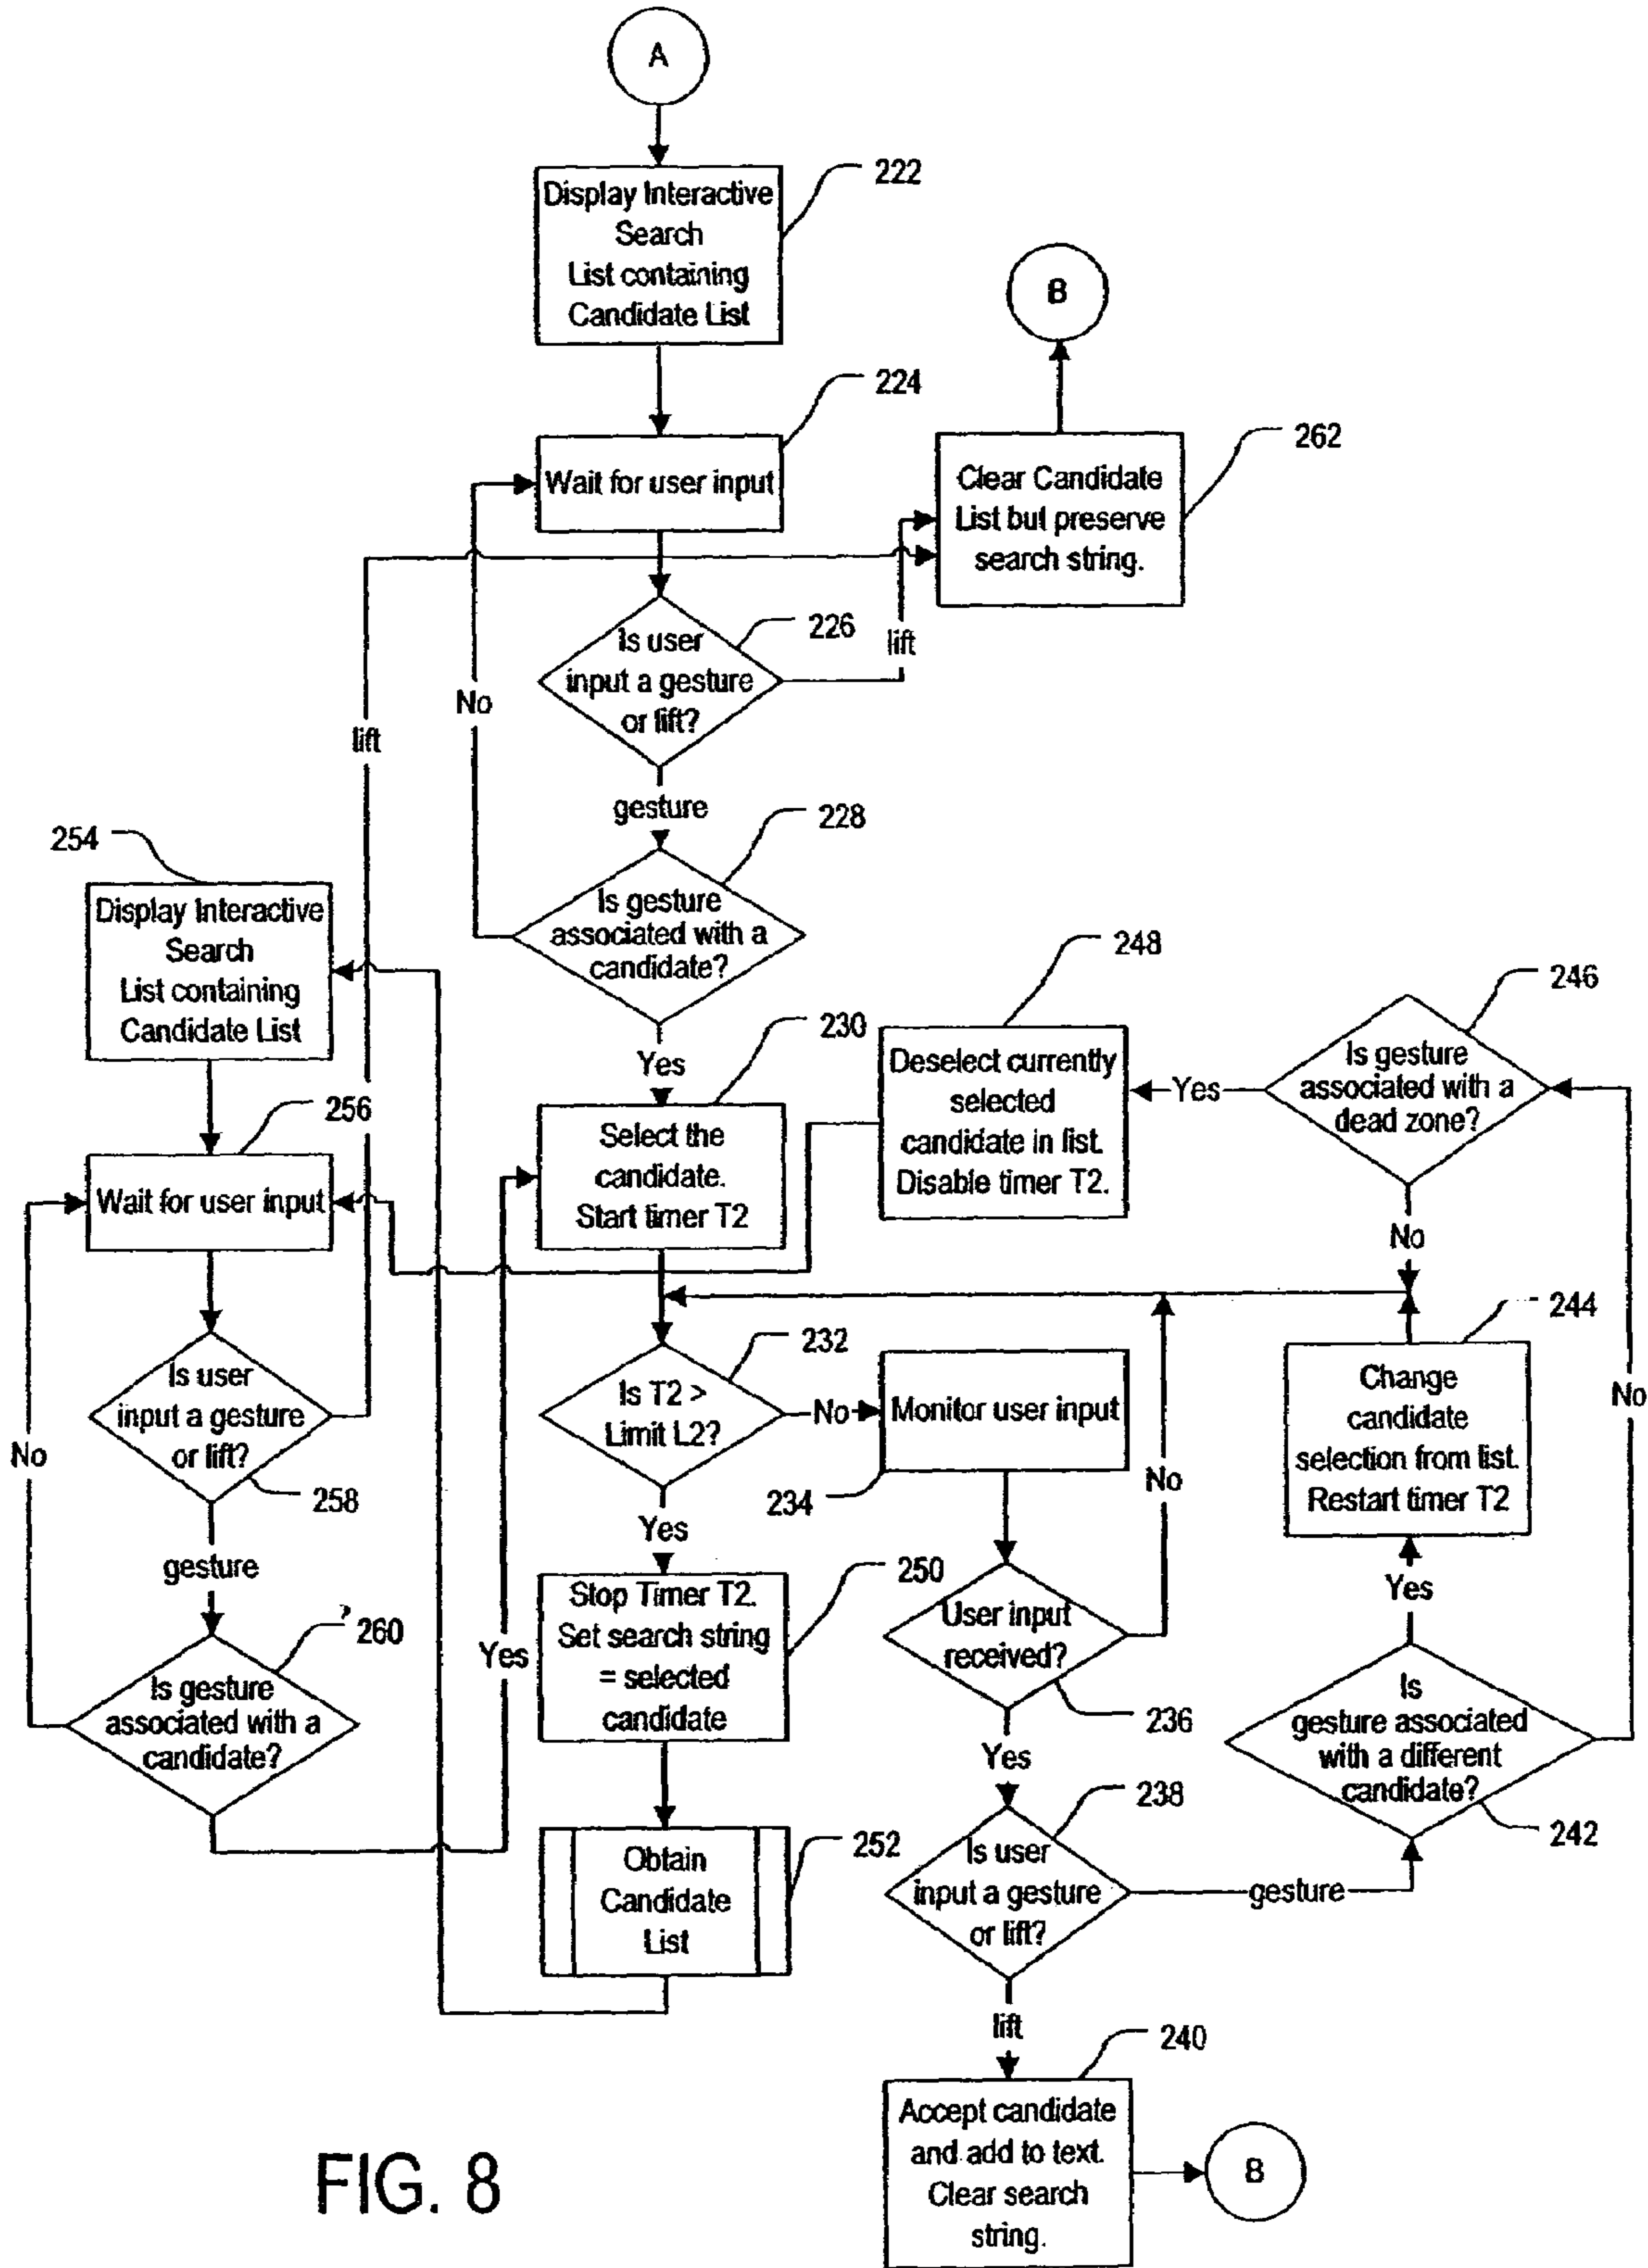 A
Display Interactive
Search
List containing
Candidate List
222
B
Wait for user input
224
Clear Candidate
List but preserve
search string.
262
Is user
input a gesture
or lift?
226
lift
No
lift
gesture
228
254
Is gesture
associated with a
candidate?
Display Interactive
Search
List containing
Candidate List
248
246
Yes
230
Deselect currently
selected
candidate in list.
Disable timer T2.
Yes
Is gesture
associated with a
dead zone?
256
Select the
candidate.
Start timer T2
Wait for user input
No
232
244
Is user
input a gesture
or lift?
Is T2 >
Limit L2?
No
Monitor user input
Change
candidate
selection from list.
Restart timer T2
No
No
No
258
234
Yes
gesture
250
Yes
Stop Timer T2.
Set search string
= selected
candidate
User input
received?
260
Yes
236
Is gesture
associated with a
candidate?
Is
gesture associated
with a different
candidate?
Yes
238
242
Obtain
Candidate
List
252
Is user
input a gesture
or lift?
gesture
lift
240
Accept candidate
and add to text.
Clear search
string.
B
FIG. 8